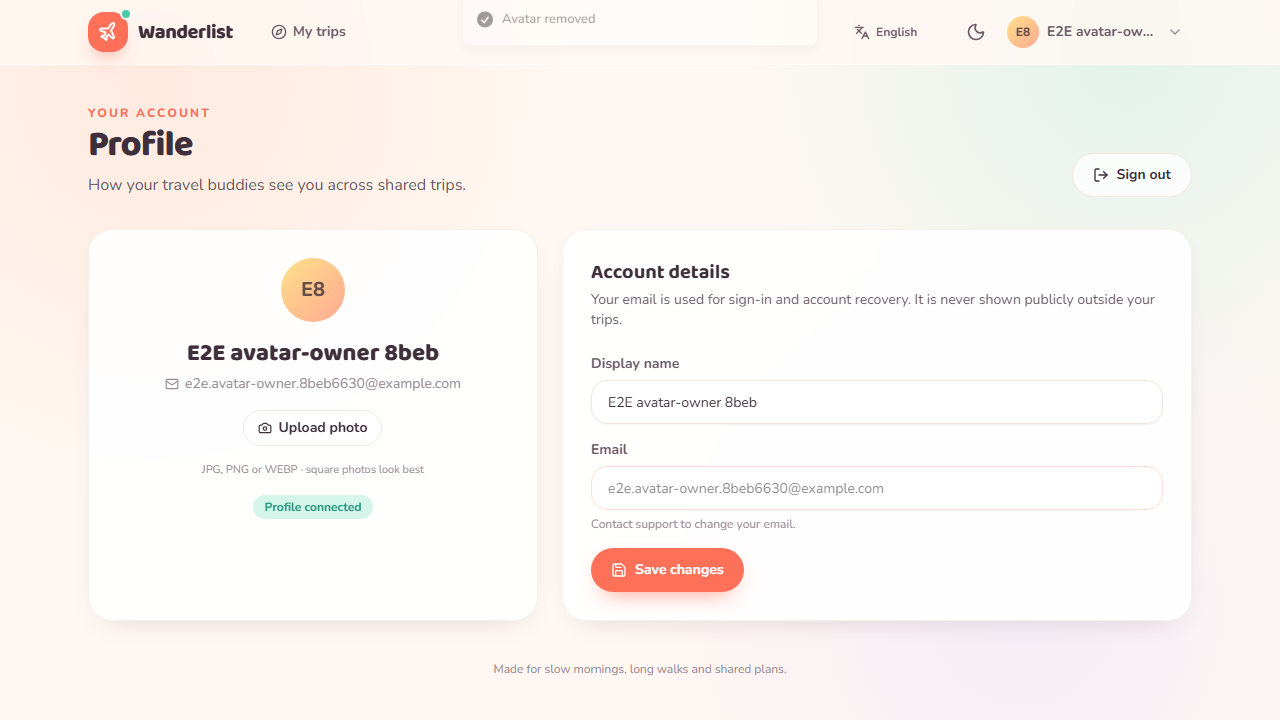 Wanderlist
My trips
Avatar removed
English
E8
E2E avatar-ow...
YOUR ACCOUNT
Profile
How your travel buddies see you across shared trips.
Sign out
E8
E2E avatar-owner 8beb
e2e.avatar-owner.8beb6630@example.com
Upload photo
JPG, PNG or WEBP · square photos look best
Profile connected
Account details
Your email is used for sign-in and account recovery. It is never shown publicly outside your
trips.
Display name
E2E avatar-owner 8beb
Email
e2e.avatar-owner.8beb6630@example.com
Contact support to change your email.
Save changes
Made for slow mornings, long walks and shared plans.